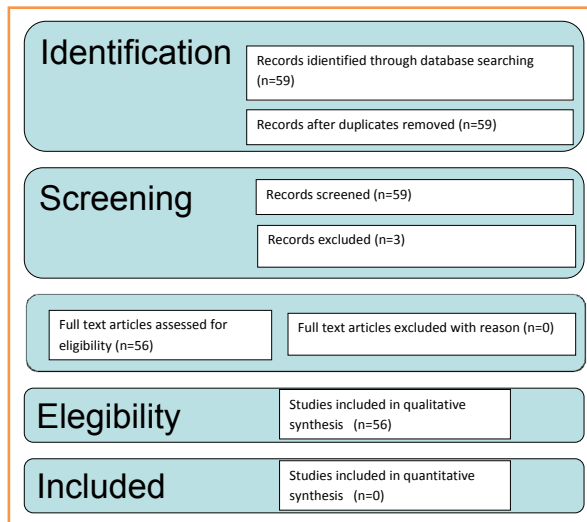 Identification
Records idientified through database searching
(n=59)
Records after duplicates removed (n=59)
Screening
Records screened (n=59)
Records excluded (n=3)
Full text articles assessed for
eligibility (n=56)
Full text articles excluded with reason (n=0)
Elegibility
Studies included in qualitative
synthesis (n=56)
Included
Studies included in quantitative
synthesis (n=0)